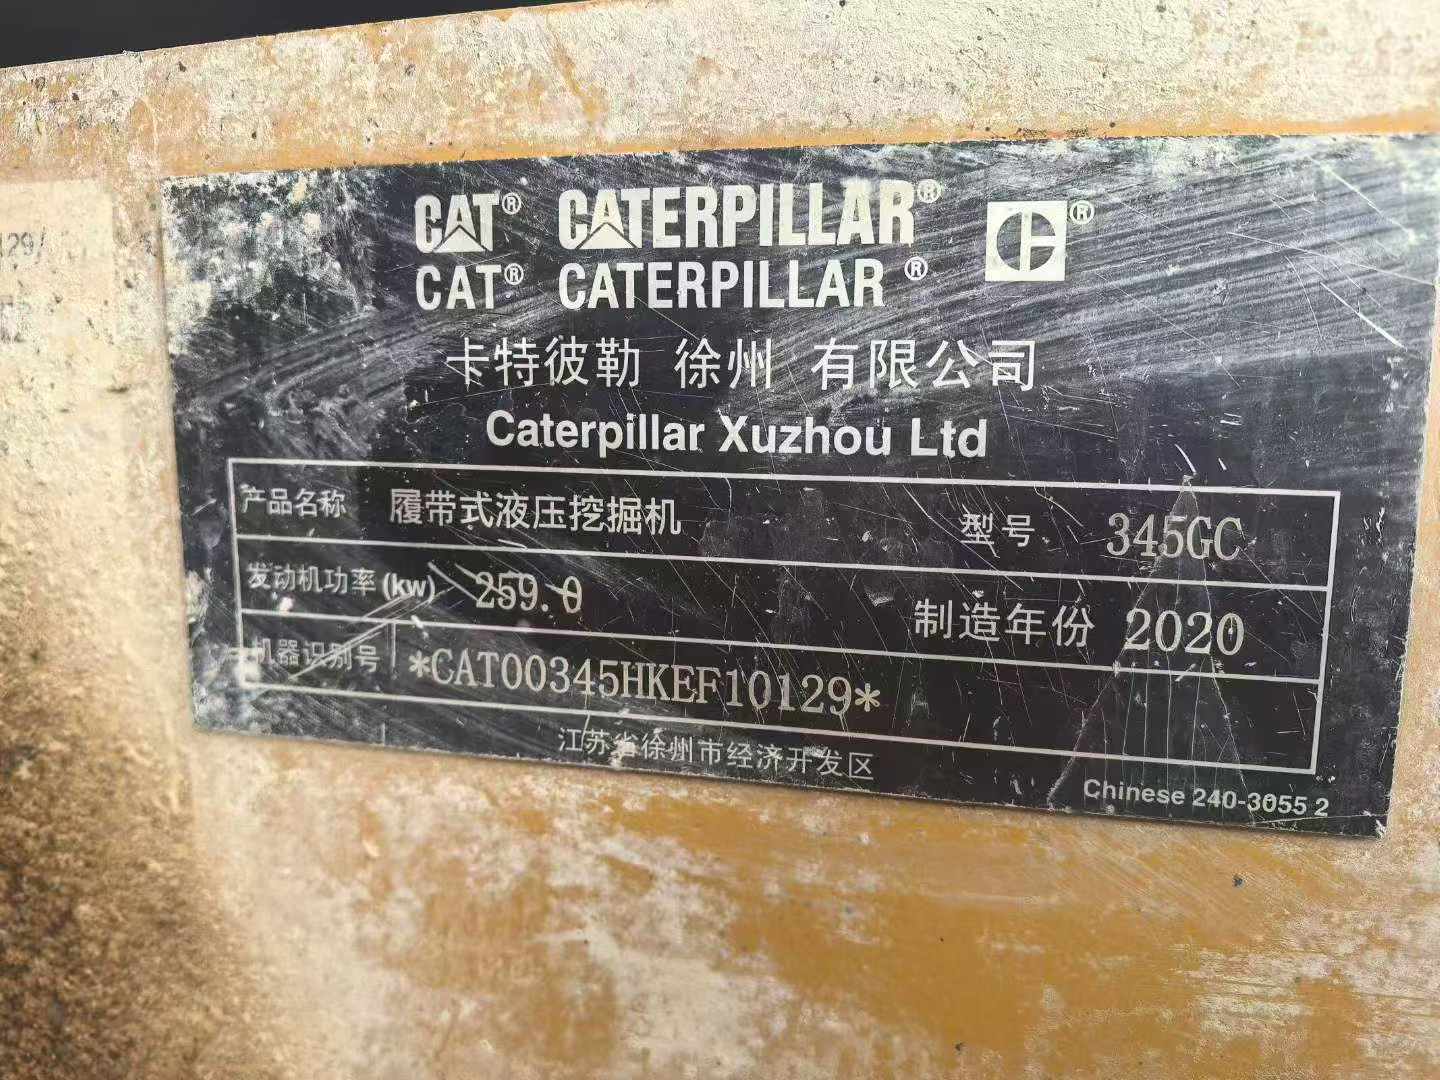 CAT® CATERPILLAR® ®
CAT® CATERPILLAR®
卡特彼勒 徐州 有限公司
Caterpillar Xuzhou Ltd
产品名称 履带式液压挖掘机 型号 345GC
发动机功率(kw) 259.0 制造年份 2020
机器识别号 *CAT00345HKEF10129*
江苏省徐州市经济开发区
Chinese 240-3055 2
129/